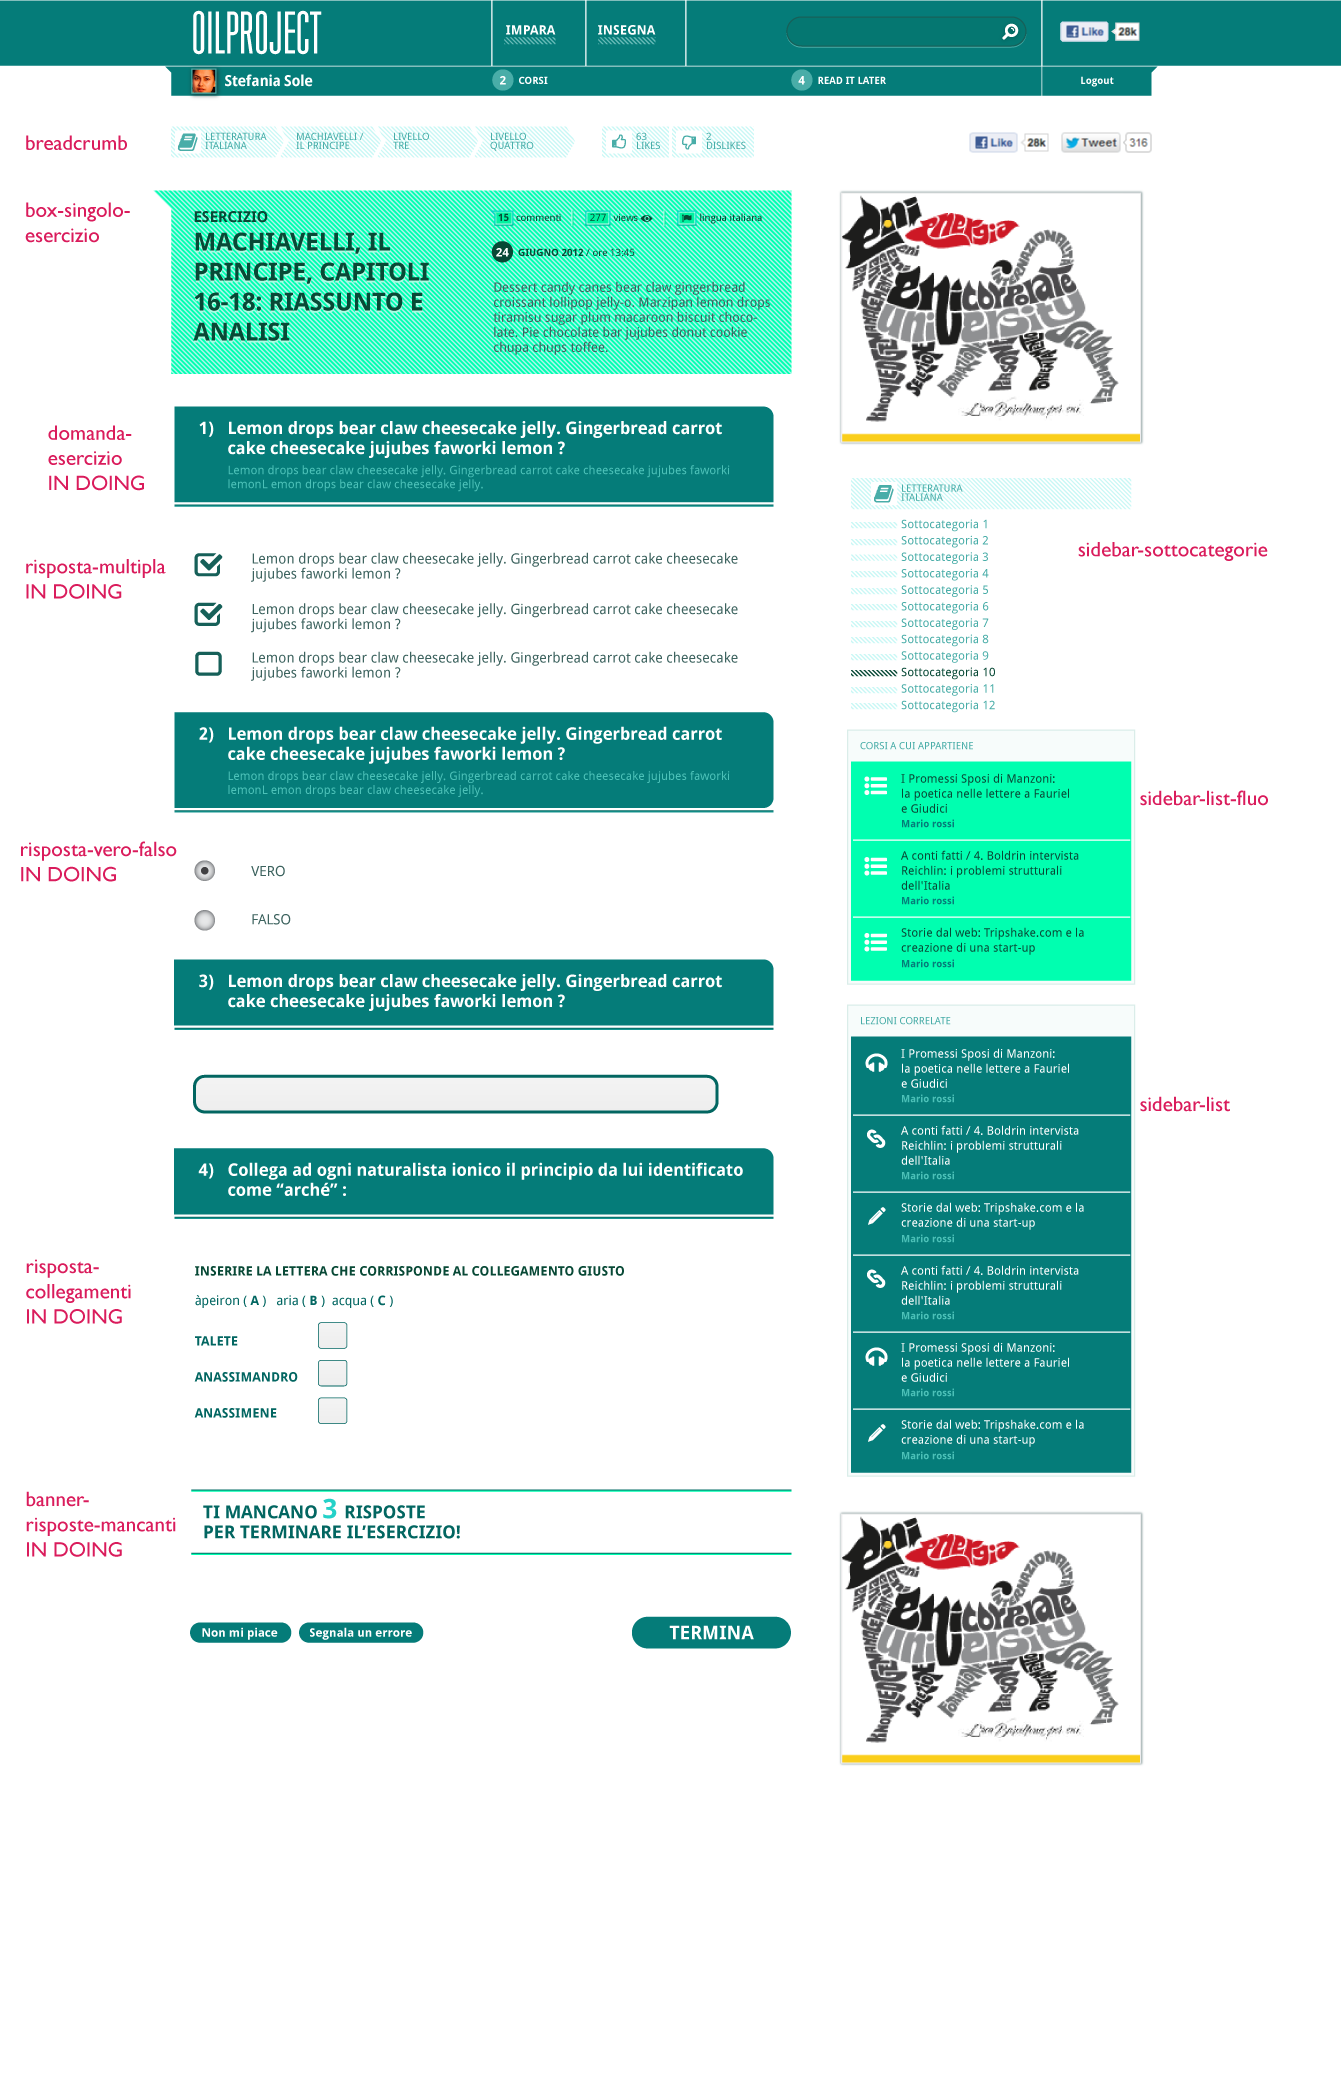 OILPROJECT
IMPARA
INSEGNA
Like
28k
Stefania Sole
2 CORSI
4 READ IT LATER
Logout
breadcrumb
LETTERATURA
ITALIANA
MACHIAVELLI /
IL PRINCIPE
LIVELLO
TRE
LIVELLO
QUATTRO
63
LIKES
2
DISLIKES
Like
28k
Tweet
316
box-singolo-
esercizio
ESERCIZIO
MACHIAVELLI, IL
PRINCIPE, CAPITOLI
16-18: RIASSUNTO E
ANALISI
15 commenti
277 views
lingua italiana
24 GIUGNO 2012 / ore 13:45
Dessert candy canes bear claw gingerbread
croissant lollipop jelly-o. Marzipan lemon drops
tiramisu sugar plum macaroon biscuit choco-
late. Pie chocolate bar jujubes donut cookie
chupa chups toffee.
domanda-
esercizio
IN DOING
1) Lemon drops bear claw cheesecake jelly. Gingerbread carrot
cake cheesecake jujubes faworki lemon ?
Lemon drops bear claw cheesecake jelly. Gingerbread carrot cake cheesecake jujubes faworki
lemonL emon drops bear claw cheesecake jelly.
risposta-multipla
IN DOING
Lemon drops bear claw cheesecake jelly. Gingerbread carrot cake cheesecake
jujubes faworki lemon ?
Lemon drops bear claw cheesecake jelly. Gingerbread carrot cake cheesecake
jujubes faworki lemon ?
Lemon drops bear claw cheesecake jelly. Gingerbread carrot cake cheesecake
jujubes faworki lemon ?
2) Lemon drops bear claw cheesecake jelly. Gingerbread carrot
cake cheesecake jujubes faworki lemon ?
Lemon drops bear claw cheesecake jelly. Gingerbread carrot cake cheesecake jujubes faworki
lemonL emon drops bear claw cheesecake jelly.
risposta-vero-falso
IN DOING
VERO
FALSO
3) Lemon drops bear claw cheesecake jelly. Gingerbread carrot
cake cheesecake jujubes faworki lemon ?
4) Collega ad ogni naturalista ionico il principio da lui identificato
come “arché” :
risposta-
collegamenti
IN DOING
INSERIRE LA LETTERA CHE CORRISPONDE AL COLLEGAMENTO GIUSTO
àpeiron ( A ) aria ( B ) acqua ( C )
TALETE
ANASSIMANDRO
ANASSIMENE
banner-
risposte-mancanti
IN DOING
TI MANCANO 3 RISPOSTE
PER TERMINARE IL’ESERCIZIO!
Non mi piace
Segnala un errore
TERMINA
eni
energia
eni corporate
university
KNOWLEDGE MANAGEMENT
SELEZIONE
FORMAZIONE
PERSONE
ORIENTAMENTO
SCUOLA MATTEI
LETTERATURA
ITALIANA
Sottocategoria 1
Sottocategoria 2
Sottocategoria 3
Sottocategoria 4
Sottocategoria 5
Sottocategoria 6
Sottocategoria 7
Sottocategoria 8
Sottocategoria 9
Sottocategoria 10
Sottocategoria 11
Sottocategoria 12
sidebar-sottocategorie
CORSI A CUI APPARTIENE
I Promessi Sposi di Manzoni:
la poetica nelle lettere a Fauriel
e Giudici
Mario rossi
A conti fatti / 4. Boldrin intervista
Reichlin: i problemi strutturali
dell'Italia
Mario rossi
Storie dal web: Tripshake.com e la
creazione di una start-up
Mario rossi
sidebar-list-fluo
LEZIONI CORRELATE
I Promessi Sposi di Manzoni:
la poetica nelle lettere a Fauriel
e Giudici
Mario rossi
A conti fatti / 4. Boldrin intervista
Reichlin: i problemi strutturali
dell'Italia
Mario rossi
Storie dal web: Tripshake.com e la
creazione di una start-up
Mario rossi
A conti fatti / 4. Boldrin intervista
Reichlin: i problemi strutturali
dell'Italia
Mario rossi
I Promessi Sposi di Manzoni:
la poetica nelle lettere a Fauriel
e Giudici
Mario rossi
Storie dal web: Tripshake.com e la
creazione di una start-up
Mario rossi
sidebar-list
eni
energia
eni corporate
university
KNOWLEDGE MANAGEMENT
SELEZIONE
FORMAZIONE
PERSONE
ORIENTAMENTO
SCUOLA MATTEI